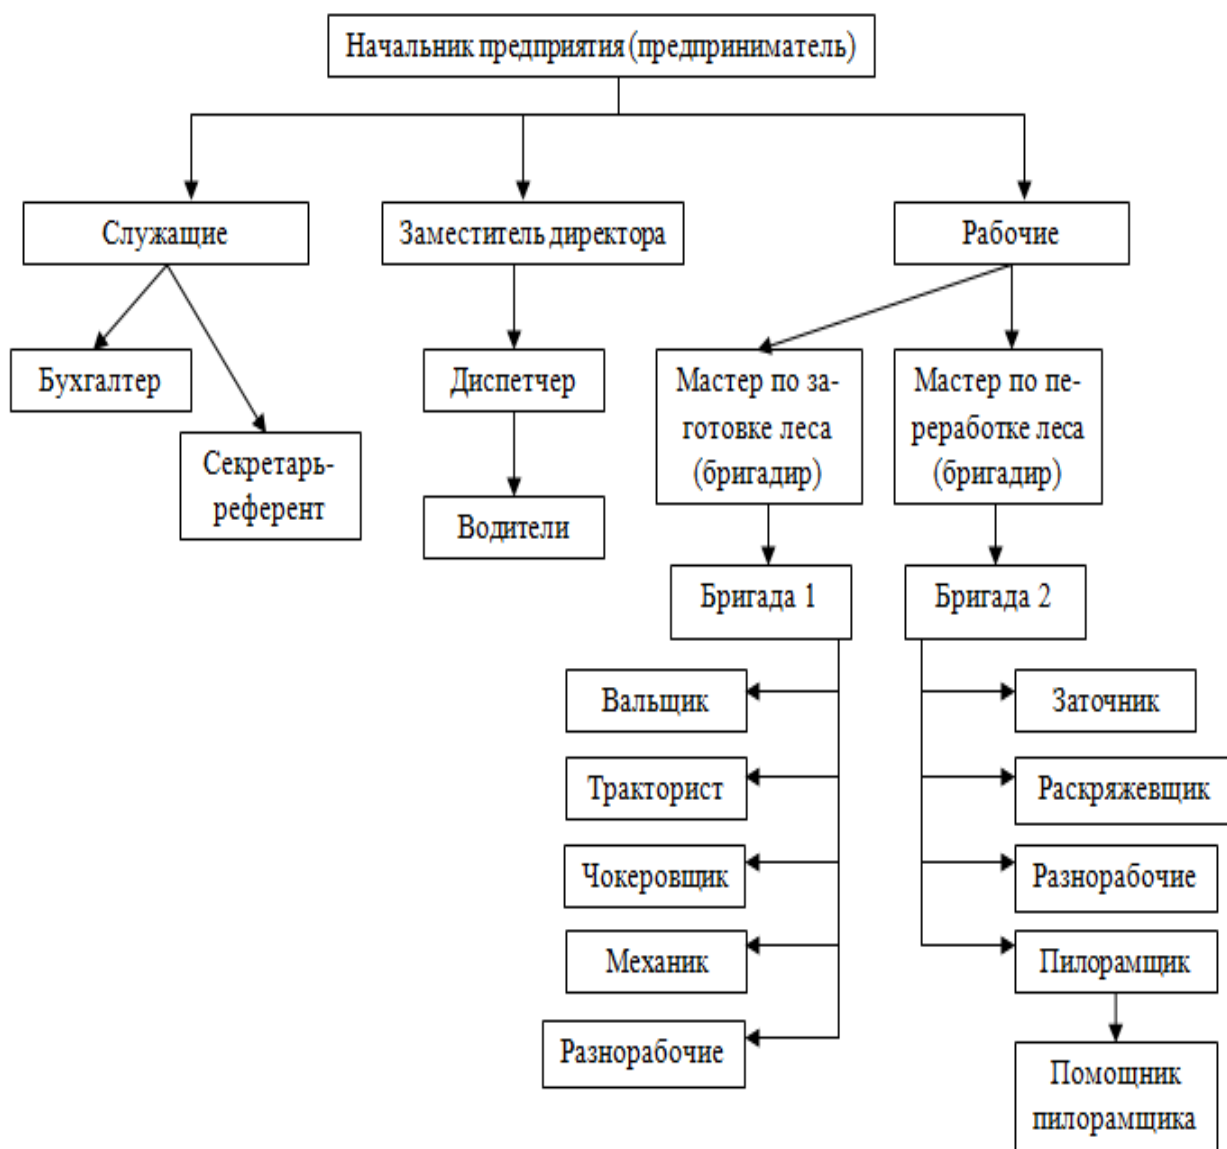 Начальник предприятия (предприниматель)
Служащие
Заместитель директора
Рабочие
Бухгалтер
Секретарь-
референт
Диспетчер
Водители
Мастер по за-
готовке леса
(бригадир)
Мастер по пе-
реработке леса
(бригадир)
Бригада 1
Бригада 2
Вальщик
Тракторист
Чокеровщик
Механик
Разнорабочие
Заточник
Раскряжевщик
Разнорабочие
Пилорамщик
Помощник
пилорамщика